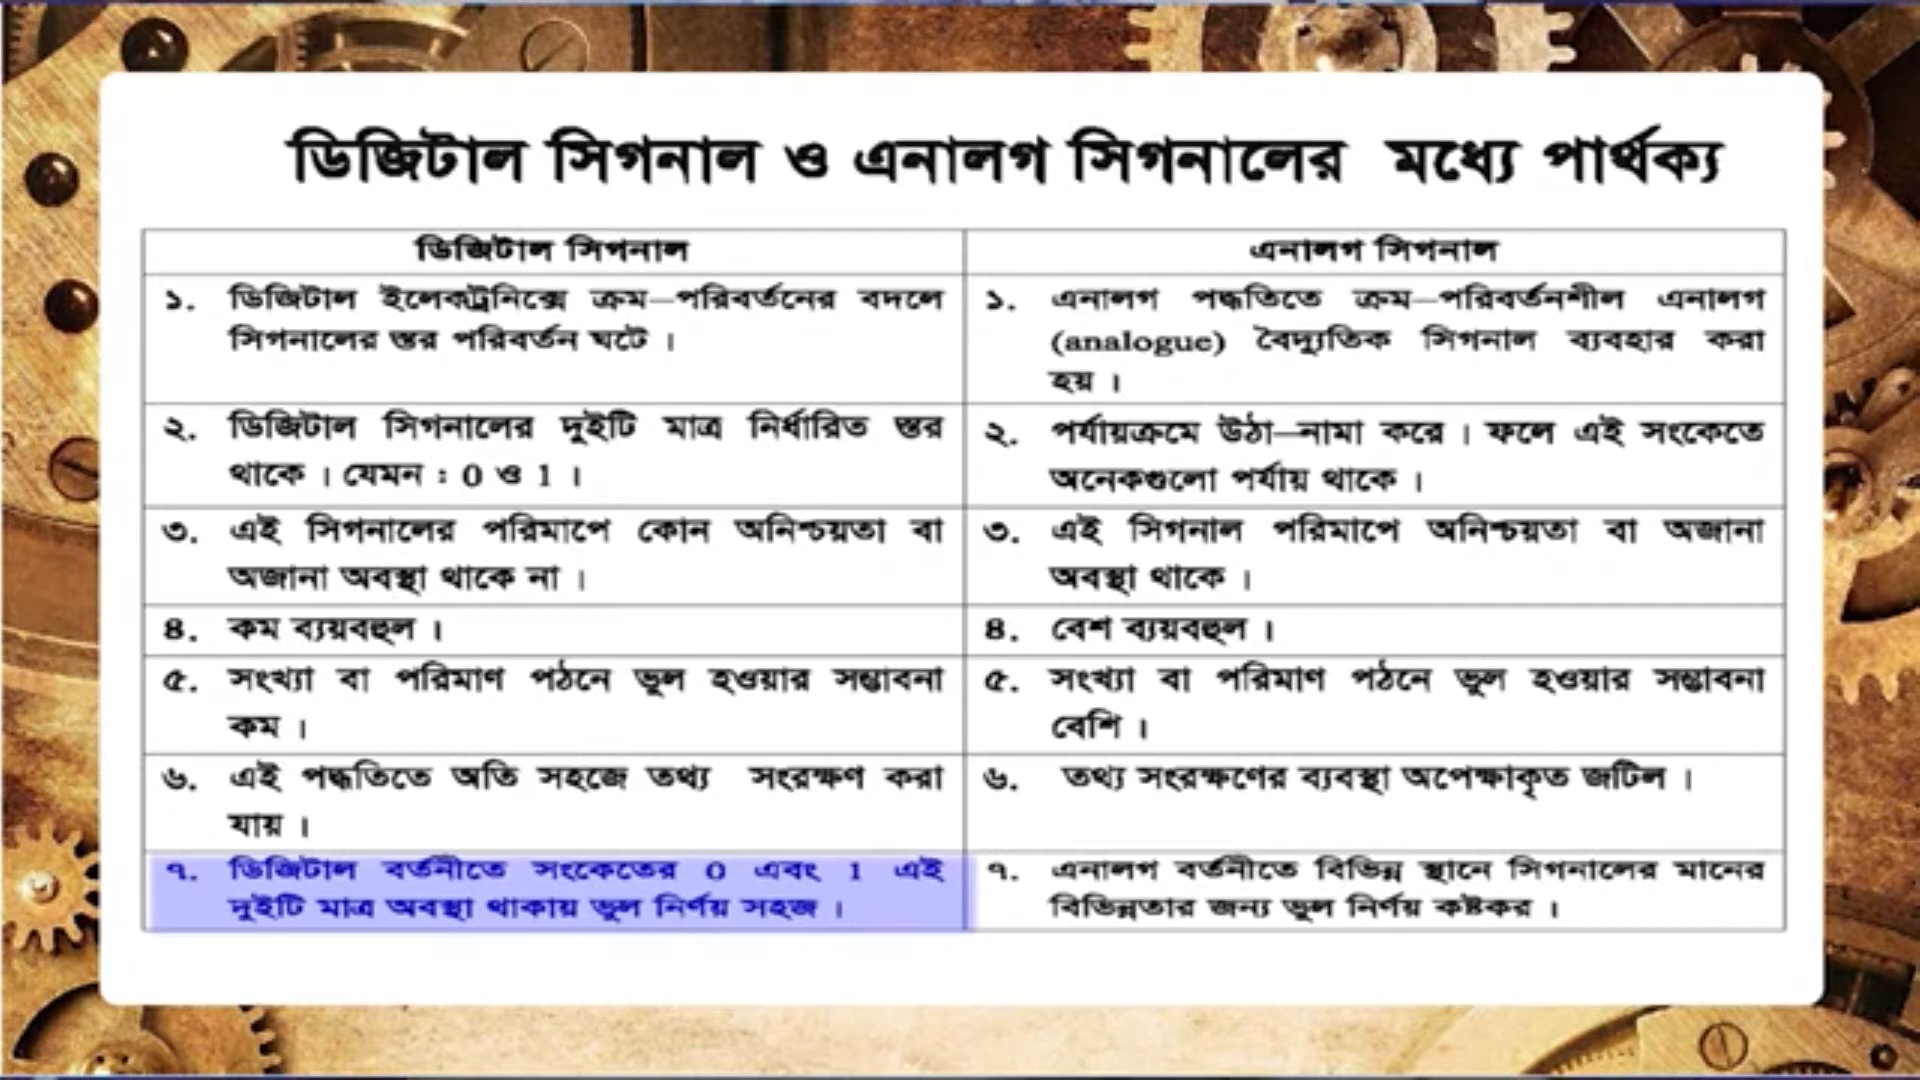 ডিজিটাল সিগনাল ও এনালগ সিগনালের মধ্যে পার্থক্য
ডিজিটাল সিগনাল
এনালগ সিগনাল
১. ডিজিটাল ইলেকট্রনিক্সে ক্রম–পরিবর্তনের বদলে
সিগনালের স্তর পরিবর্তন ঘটে ।
১. এনালগ পদ্ধতিতে ক্রম–পরিবর্তনশীল এনালগ
(analogue) বৈদ্যুতিক সিগনাল ব্যবহার করা
হয় ।
২. ডিজিটাল সিগনালের দুইটি মাত্র নির্ধারিত স্তর
থাকে । যেমন : 0 ও 1 ।
২. পর্যায়ক্রমে উঠা–নামা করে । ফলে এই সংকেতে
অনেকগুলো পর্যায় থাকে ।
৩. এই সিগনালের পরিমাপে কোন অনিশ্চয়তা বা
অজানা অবস্থা থাকে না ।
৩. এই সিগনাল পরিমাপে অনিশ্চয়তা বা অজানা
অবস্থা থাকে ।
৪. কম ব্যয়বহুল ।
৪. বেশ ব্যয়বহুল ।
৫. সংখ্যা বা পরিমাণ পঠনে ভূল হওয়ার সম্ভাবনা
কম ।
৫. সংখ্যা বা পরিমাণ পঠনে ভূল হওয়ার সম্ভাবনা
বেশি ।
৬. এই পদ্ধতিতে অতি সহজে তথ্য সংরক্ষণ করা
যায় ।
৬. তথ্য সংরক্ষণের ব্যবস্থা অপেক্ষাকৃত জটিল ।
৭. ডিজিটাল বর্তনীতে সংকেতের 0 এবং 1 এই
দুইটি মাত্র অবস্থা থাকায় ভুল নির্ণয় সহজ ।
৭. এনালগ বর্তনীতে বিভিন্ন স্থানে সিগনালের মানের
বিভিন্নতার জন্য ভুল নির্ণয় কষ্টকর ।